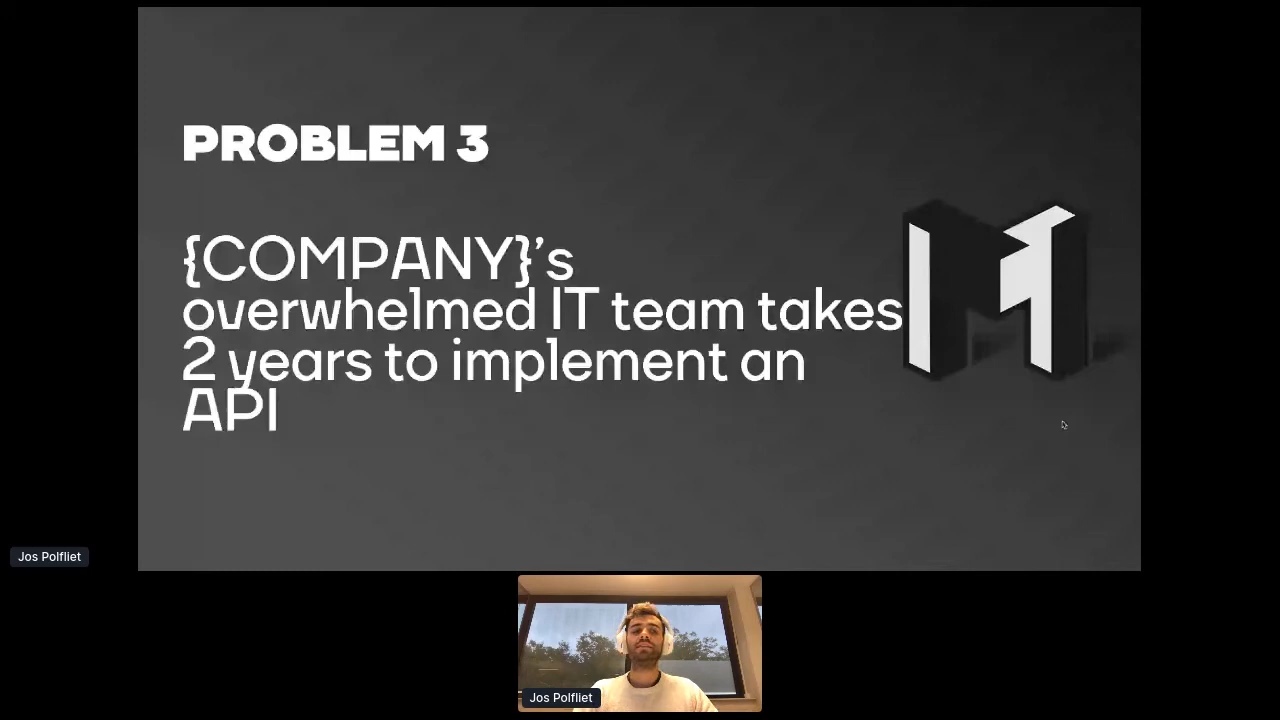 PROBLEM 3
{COMPANY}’s
overwhelmed IT team takes
2 years to implement an
API
Jos Polfliet
Jos Polfliet